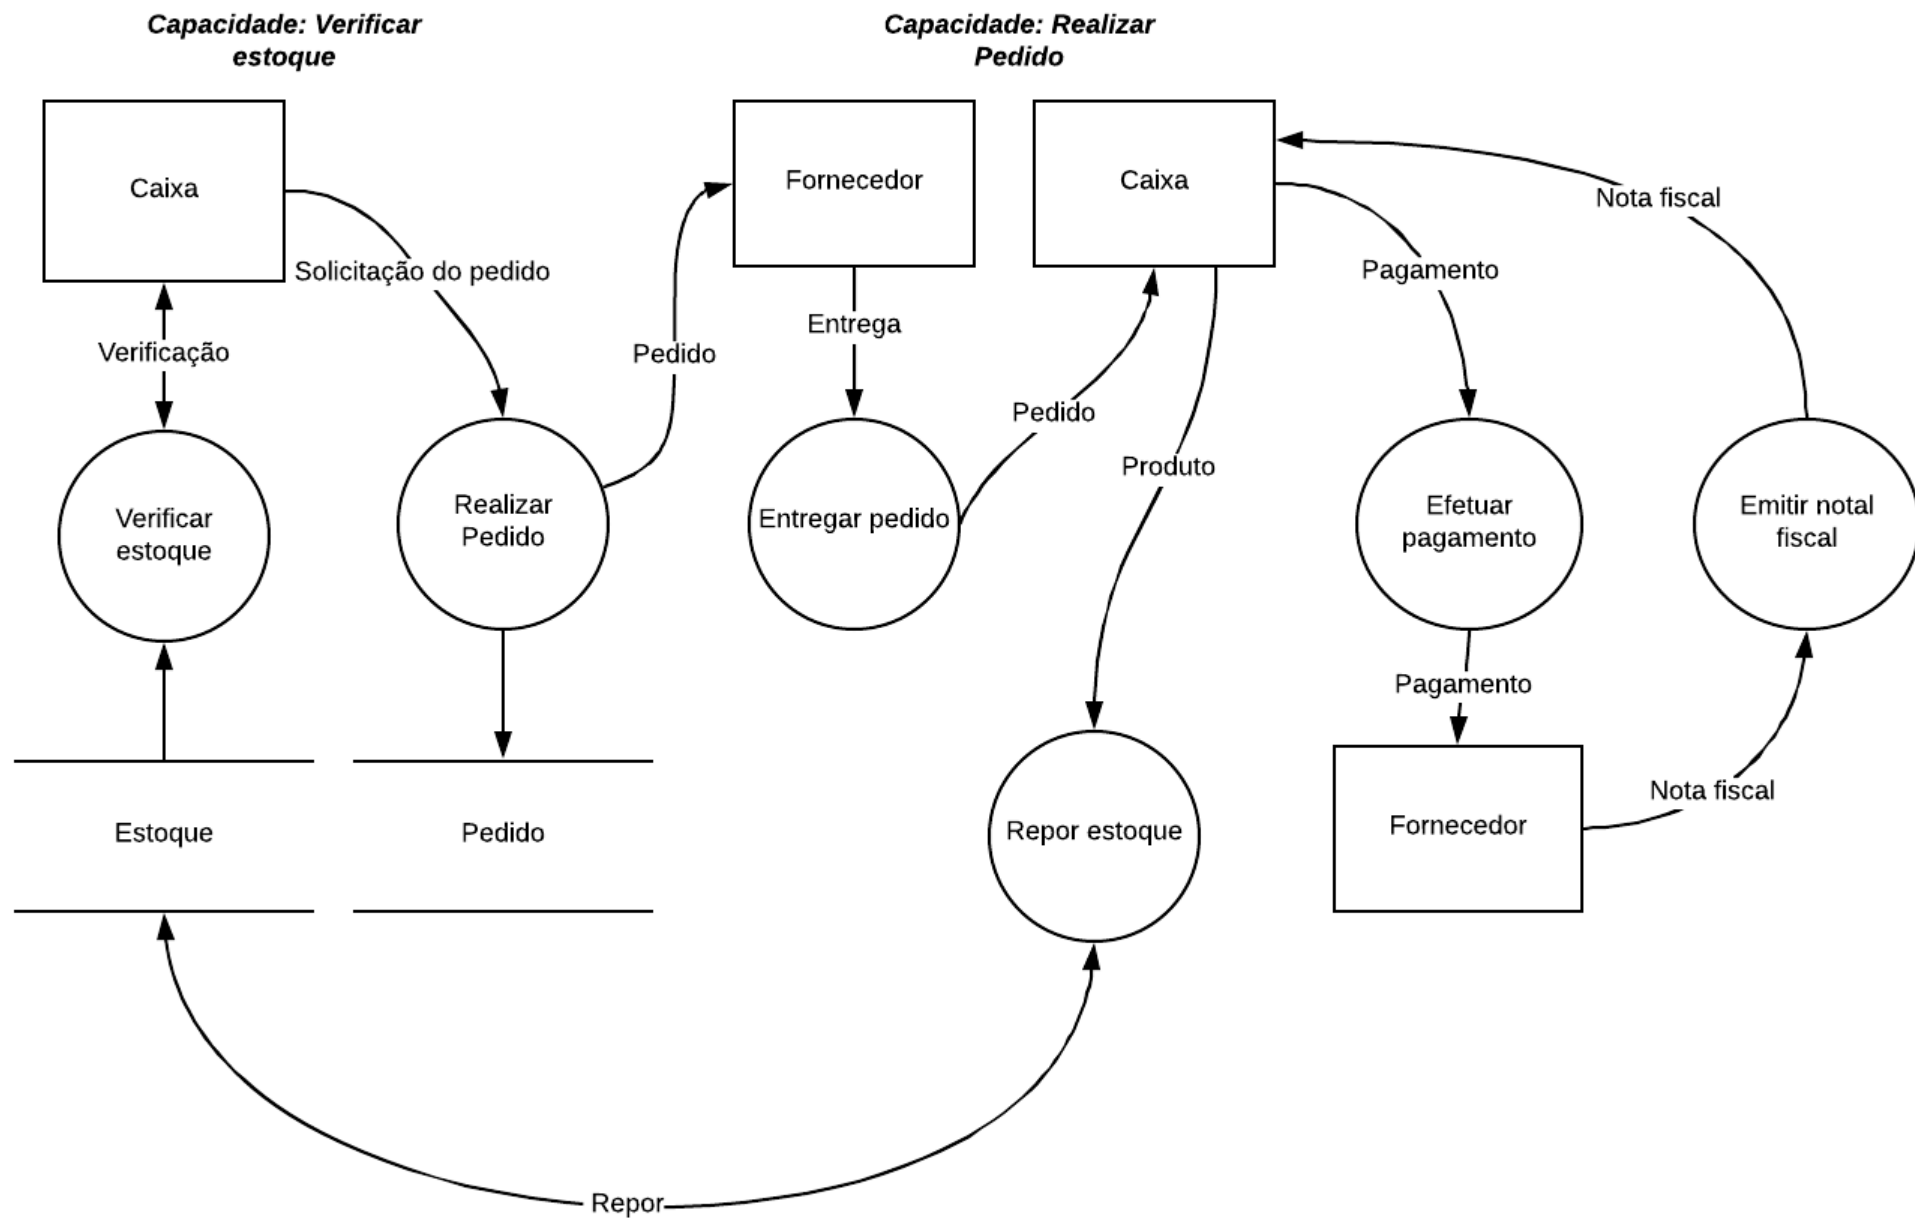 Capacidade: Verificar
estoque
Capacidade: Realizar
Pedido
Caixa
Fornecedor
Caixa
Nota fiscal
Solicitação do pedido
Pagamento
Entrega
Verificação
Pedido
Pedido
Produto
Verificar
estoque
Realizar
Pedido
Entregar pedido
Efetuar
pagamento
Emitir notal
fiscal
Pagamento
Nota fiscal
Estoque
Pedido
Repor estoque
Fornecedor
Repor